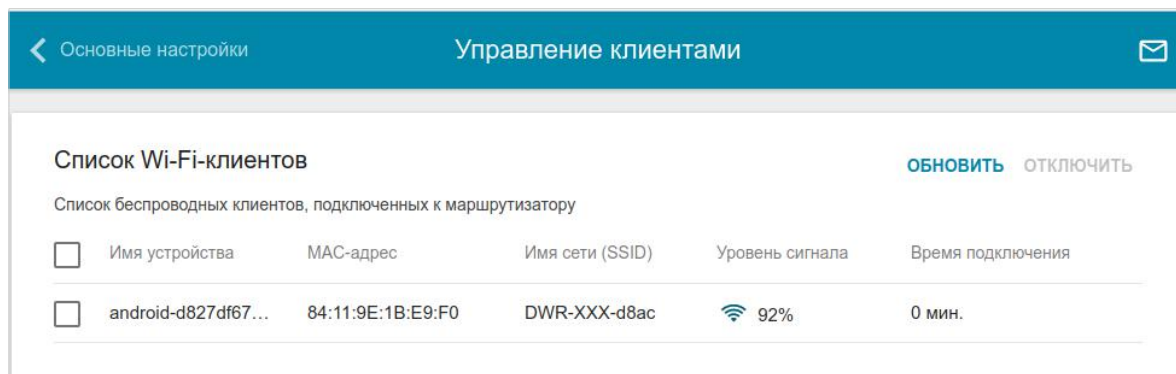 Основные настройки Управление клиентами
Список Wi-Fi-клиентов ОБНОВИТЬ ОТКЛЮЧИТЬ
Список беспроводных клиентов, подключенных к маршрутизатору
Имя устройства MAC-адрес Имя сети (SSID) Уровень сигнала Время подключения
android-d827df67... 84:11:9E:1B:E9:F0 DWR-XXX-d8ac 92% 0 мин.